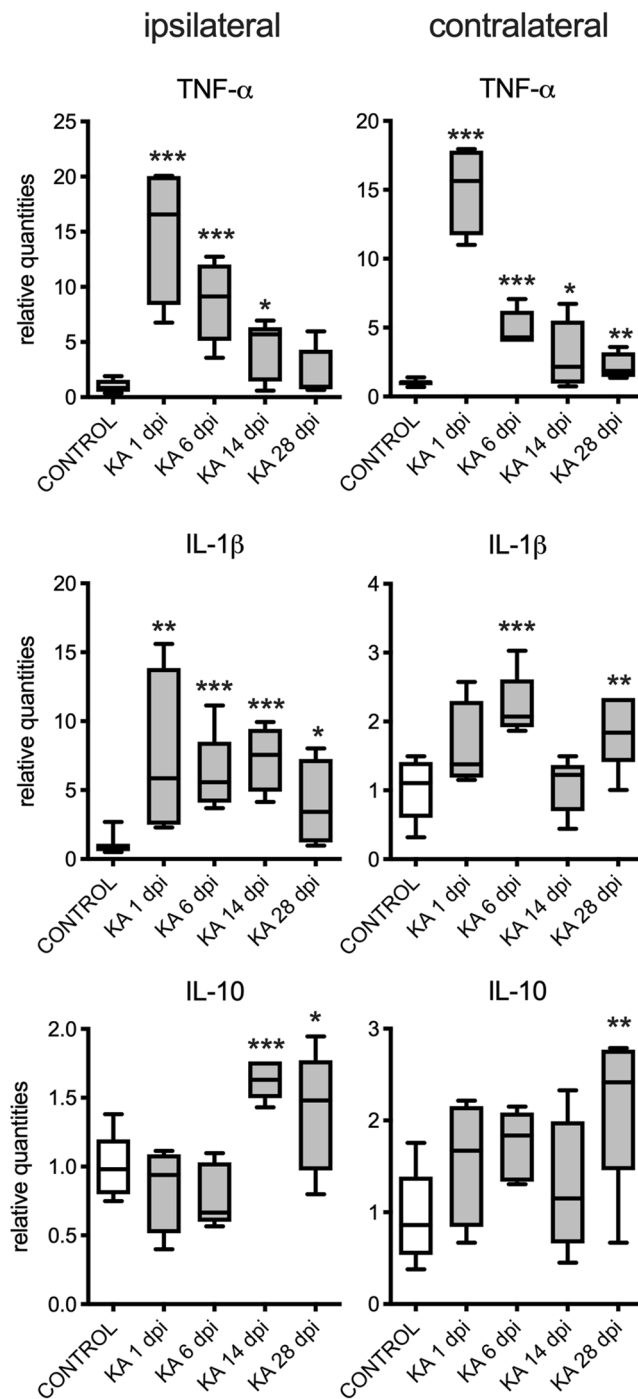 ipsilateral contralateral
TNF-α TNF-α
relative quantities
25
20
15
10
5
0
***
***
*
CONTROL
KA 1 dpi
KA 6 dpi
KA 14 dpi
KA 28 dpi
20
15
10
5
0
***
***
*
**
CONTROL
KA 1 dpi
KA 6 dpi
KA 14 dpi
KA 28 dpi
IL-1β IL-1β
relative quantities
20
15
10
5
0
**
***
***
*
CONTROL
KA 1 dpi
KA 6 dpi
KA 14 dpi
KA 28 dpi
4
3
2
1
0
***
**
CONTROL
KA 1 dpi
KA 6 dpi
KA 14 dpi
KA 28 dpi
IL-10 IL-10
relative quantities
2.0
1.5
1.0
0.5
0.0
***
*
CONTROL
KA 1 dpi
KA 6 dpi
KA 14 dpi
KA 28 dpi
3
2
1
0
**
CONTROL
KA 1 dpi
KA 6 dpi
KA 14 dpi
KA 28 dpi